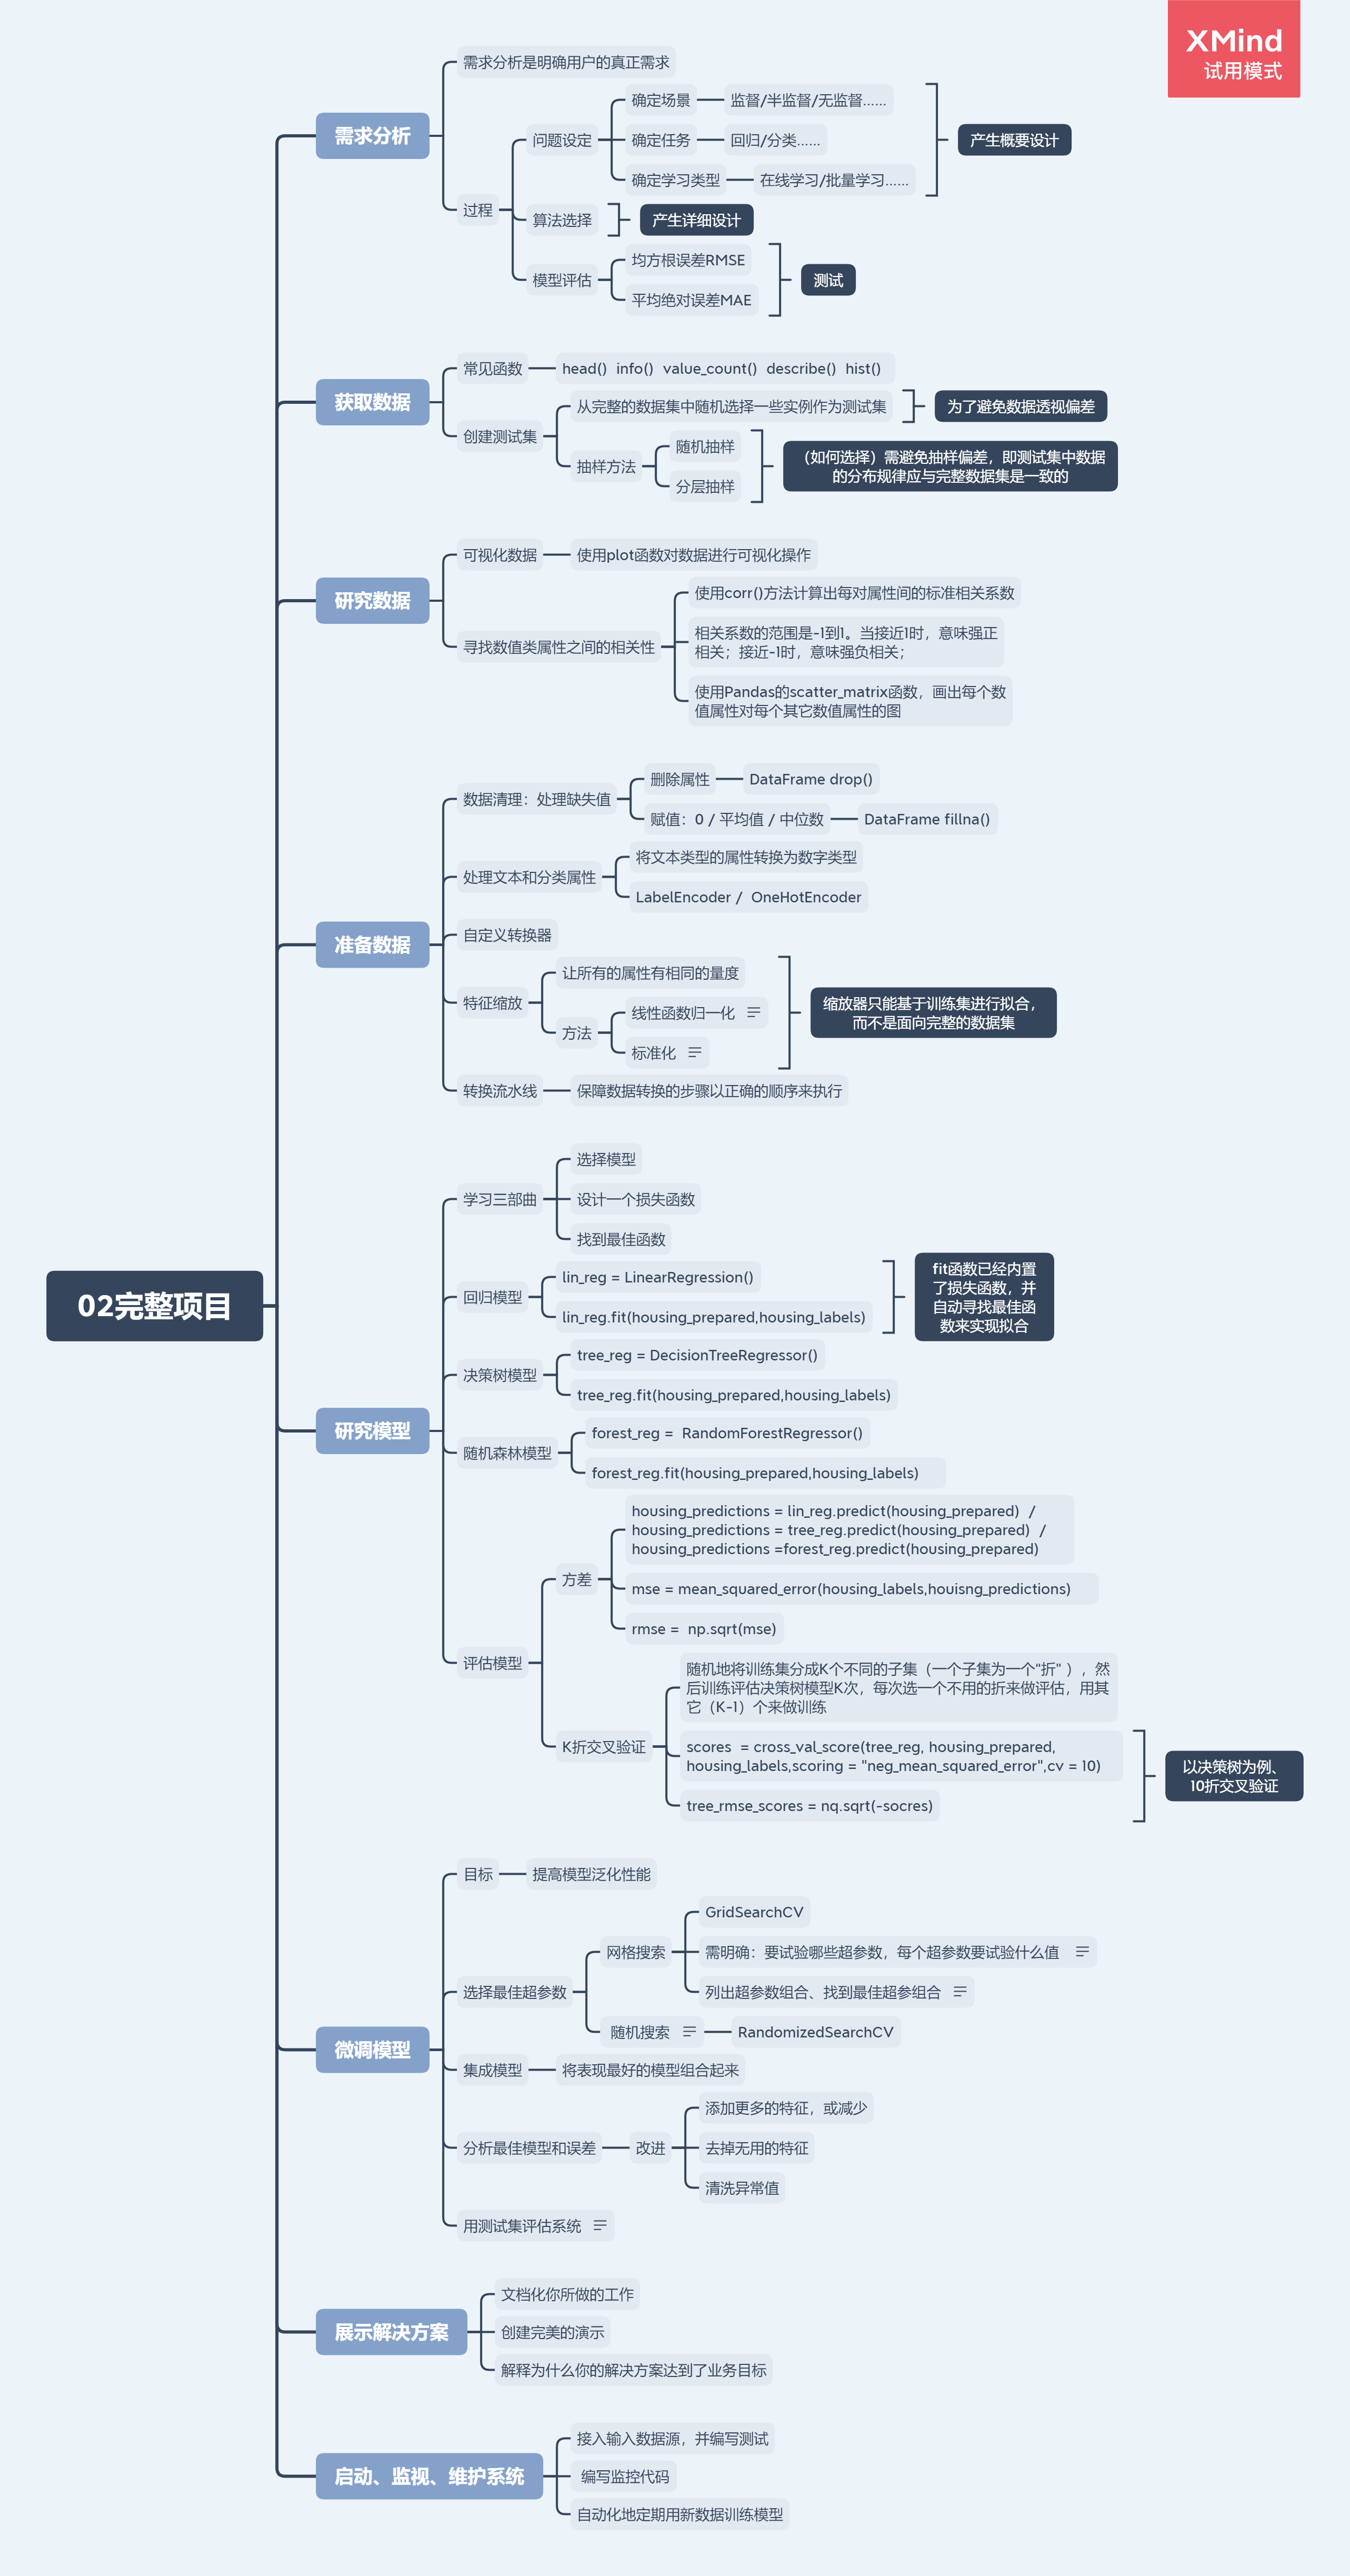 XMind
试用模式
02完整项目
需求分析
需求分析是明确用户的真正需求
过程
问题设定
确定场景
监督/半监督/无监督……
确定任务
回归/分类……
确定学习类型
在线学习/批量学习……
产生概要设计
算法选择
产生详细设计
模型评估
均方根误差RMSE
平均绝对误差MAE
测试
获取数据
常见函数
head()  info()  value_count()  describe()  hist()
创建测试集
从完整的数据集中随机选择一些实例作为测试集
为了避免数据透视偏差
抽样方法
随机抽样
分层抽样
（如何选择）需避免抽样偏差，即测试集中数据
的分布规律应与完整数据集是一致的
研究数据
可视化数据
使用plot函数对数据进行可视化操作
寻找数值类属性之间的相关性
使用corr()方法计算出每对属性间的标准相关系数
相关系数的范围是-1到1。当接近1时，意味强正
相关；接近-1时，意味强负相关；
使用Pandas的scatter_matrix函数，画出每个数
值属性对每个其它数值属性的图
准备数据
数据清理：处理缺失值
删除属性
DataFrame drop()
赋值：0 / 平均值 / 中位数
DataFrame fillna()
处理文本和分类属性
将文本类型的属性转换为数字类型
LabelEncoder /  OneHotEncoder
自定义转换器
特征缩放
让所有的属性有相同的量度
方法
线性函数归一化
标准化
缩放器只能基于训练集进行拟合，
而不是面向完整的数据集
转换流水线
保障数据转换的步骤以正确的顺序来执行
研究模型
学习三部曲
选择模型
设计一个损失函数
找到最佳函数
回归模型
lin_reg = LinearRegression()
lin_reg.fit(housing_prepared,housing_labels)
fit函数已经内置
了损失函数，并
自动寻找最佳函
数来实现拟合
决策树模型
tree_reg = DecisionTreeRegressor()
tree_reg.fit(housing_prepared,housing_labels)
随机森林模型
forest_reg =  RandomForestRegressor()
forest_reg.fit(housing_prepared,housing_labels)
评估模型
方差
housing_predictions = lin_reg.predict(housing_prepared)  /
housing_predictions = tree_reg.predict(housing_prepared)  /
housing_predictions =forest_reg.predict(housing_prepared)
mse = mean_squared_error(housing_labels,houisng_predictions)
rmse =  np.sqrt(mse)
K折交叉验证
随机地将训练集分成K个不同的子集（一个子集为一个"折" ），然
后训练评估决策树模型K次，每次选一个不用的折来做评估，用其
它（K-1）个来做训练
scores  = cross_val_score(tree_reg, housing_prepared,
housing_labels,scoring = "neg_mean_squared_error",cv = 10)
tree_rmse_scores = nq.sqrt(-socres)
以决策树为例、
10折交叉验证
微调模型
目标
提高模型泛化性能
选择最佳超参数
网格搜索
GridSearchCV
需明确：要试验哪些超参数，每个超参数要试验什么值
列出超参数组合、找到最佳超参组合
随机搜索
RandomizedSearchCV
集成模型
将表现最好的模型组合起来
分析最佳模型和误差
改进
添加更多的特征，或减少
去掉无用的特征
清洗异常值
用测试集评估系统
展示解决方案
文档化你所做的工作
创建完美的演示
解释为什么你的解决方案达到了业务目标
启动、监视、维护系统
接入输入数据源，并编写测试
编写监控代码
自动化地定期用新数据训练模型